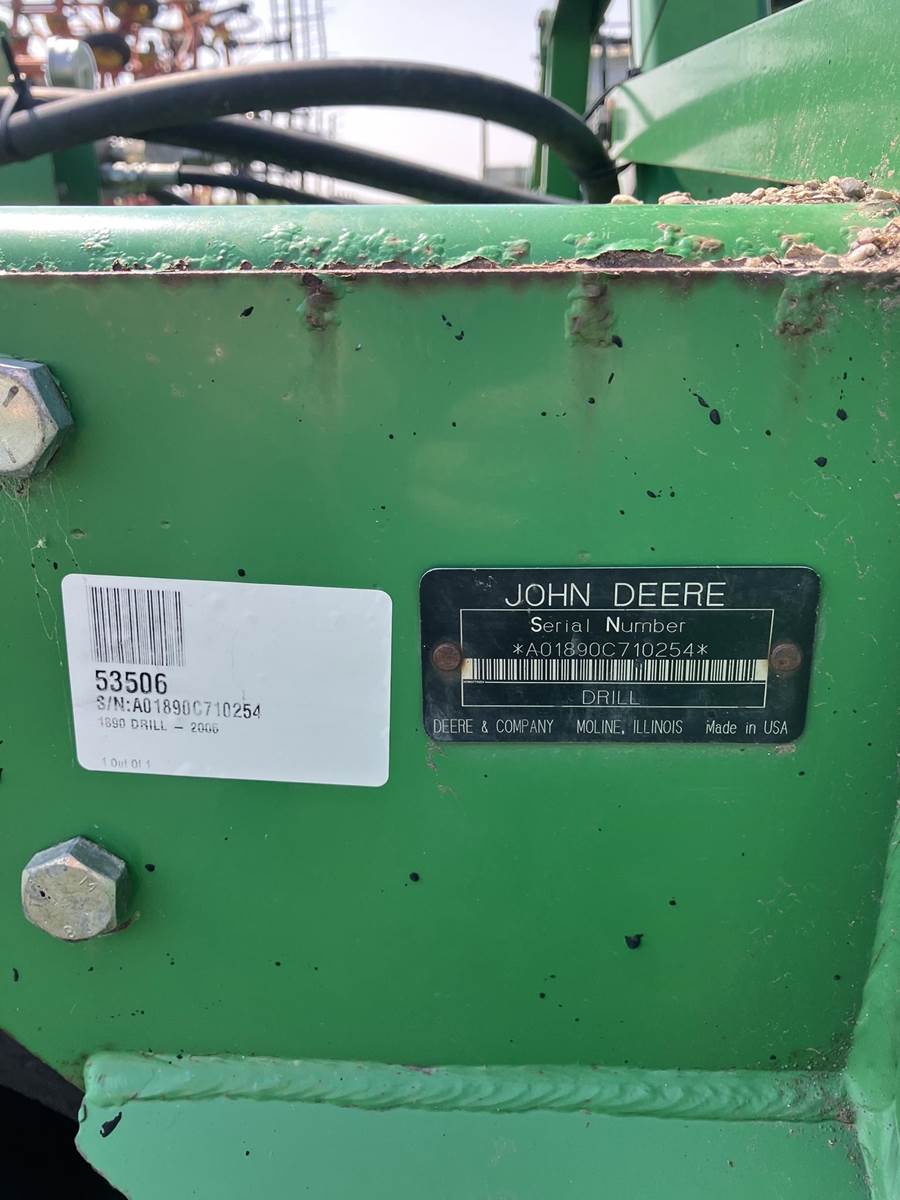 53506
S/N:A01890C710254
1890 DRILL – 2006
1 Out Of 1
JOHN DEERE
Serial Number
*A01890C710254*
DRILL
DEERE & COMPANY MOLINE, ILLINOIS Made in USA